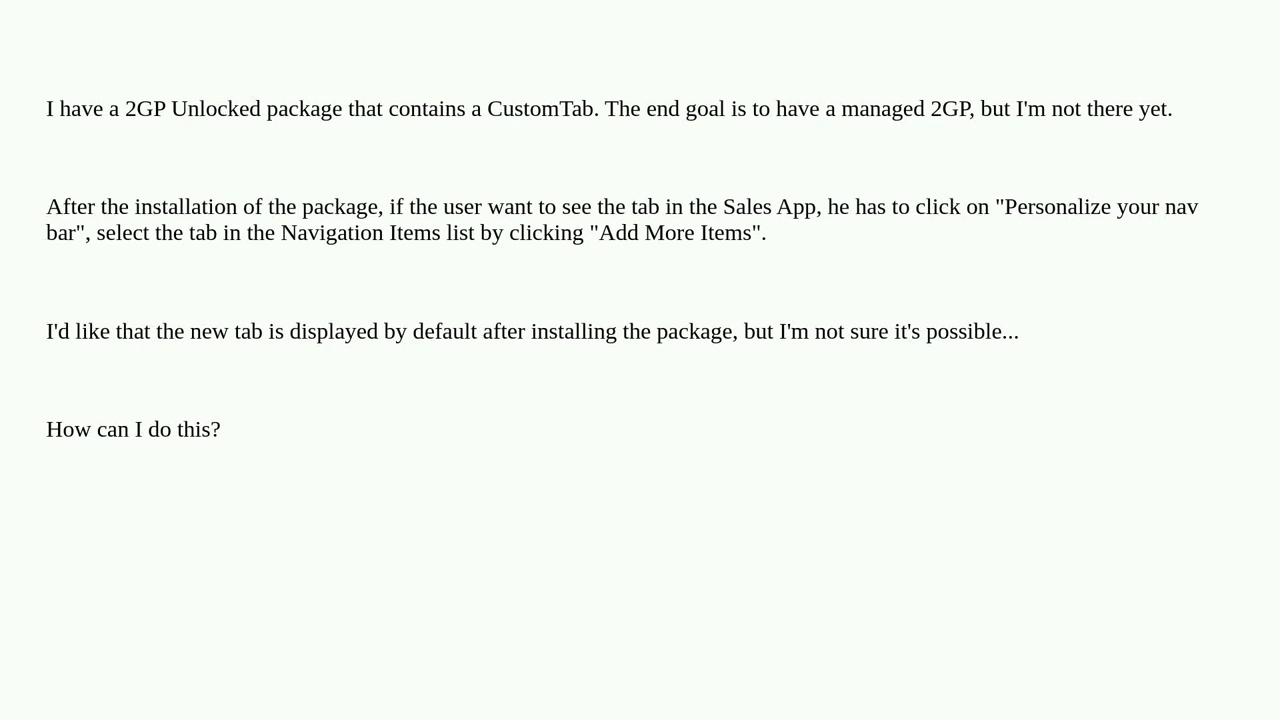 I have a 2GP Unlocked package that contains a CustomTab. The end goal is to have a managed 2GP, but I'm not there yet.
After the installation of the package, if the user want to see the tab in the Sales App, he has to click on "Personalize your nav
bar", select the tab in the Navigation Items list by clicking "Add More Items".
I'd like that the new tab is displayed by default after installing the package, but I'm not sure it's possible...
How can I do this?